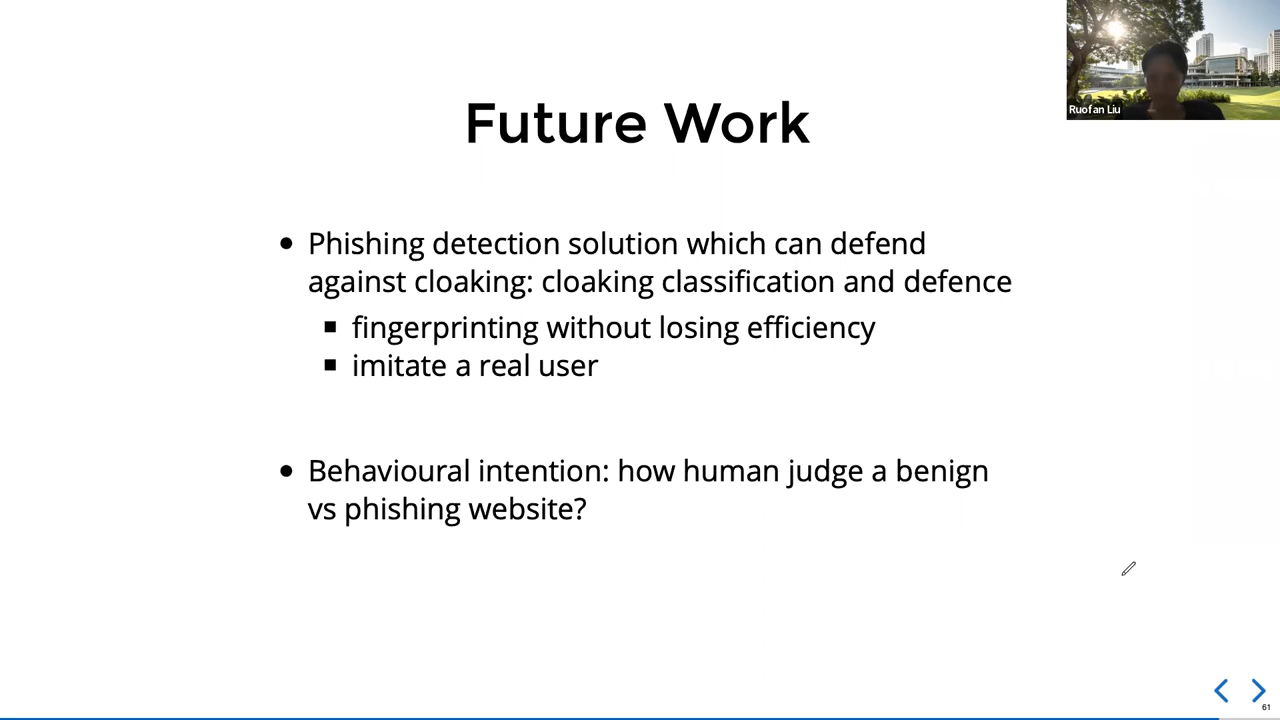 Ruofan Liu
Future Work
• Phishing detection solution which can defend
against cloaking: cloaking classification and defence
▪ fingerprinting without losing efficiency
▪ imitate a real user
• Behavioural intention: how human judge a benign
vs phishing website?
61